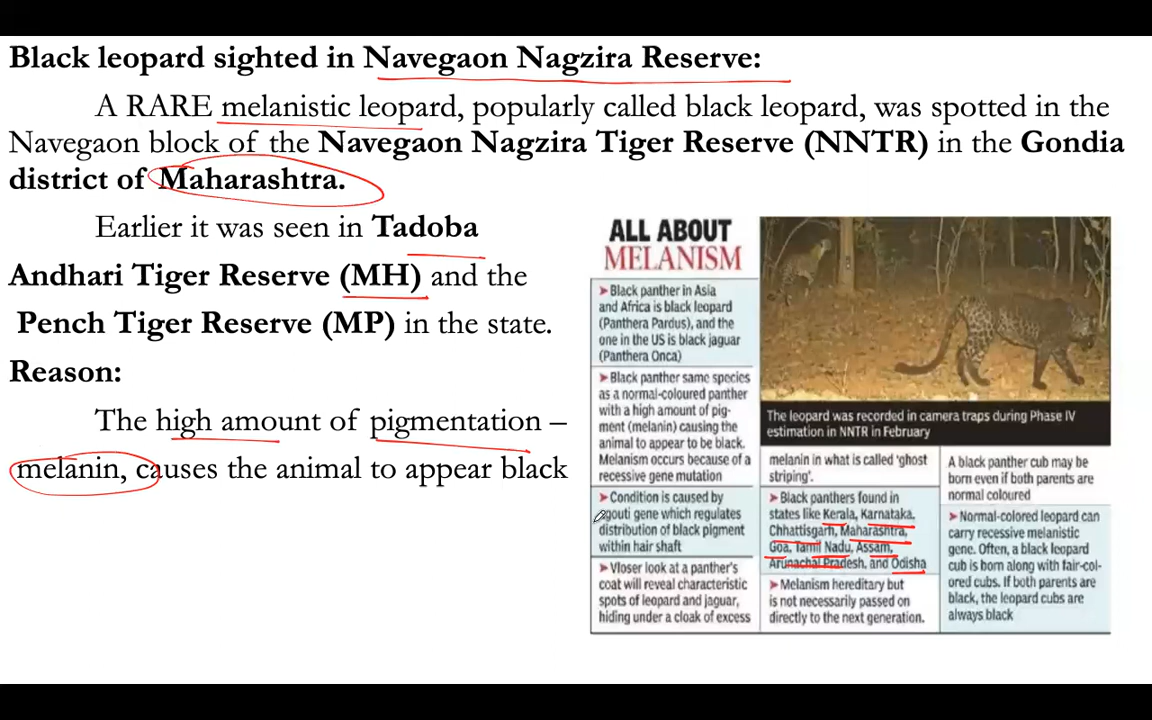 Black leopard sighted in Navegaon Nagzira Reserve:
A RARE melanistic leopard, popularly called black leopard, was spotted in the
Navegaon block of the Navegaon Nagzira Tiger Reserve (NNTR) in the Gondia
district of Maharashtra.
Earlier it was seen in Tadoba
Andhari Tiger Reserve (MH) and the
Pench Tiger Reserve (MP) in the state.
Reason:
The high amount of pigmentation –
melanin, causes the animal to appear black
ALL ABOUT
MELANISM
➤ Black panther in Asia
and Africa is black leopard
(Panthera Pardus), and the
one in the US is black jaguar
(Panthera Onca)
➤ Black panther same species
as a normal-coloured panther
with a high amount of pig-
ment (melanin) causing the
animal to appear to be black.
Melanism occurs because of a
recessive gene mutation
➤ Condition is caused by
agouti gene which regulates
distribution of black pigment
within hair shaft
➤ Vloser look at a panther's
coat will reveal characteristic
spots of leopard and jaguar,
hiding under a cloak of excess
The leopard was recorded in camera traps during Phase IV
estimation in NNTR in February
melanin in what is called 'ghost
striping'.
➤ Black panthers found in
states like Kerala, Karnataka,
Chhattisgarh, Maharashtra,
Goa, Tamil Nadu, Assam,
Arunachal Pradesh, and Odisha
➤ Melanism hereditary but
is not necessarily passed on
directly to the next generation.
A black panther cub may be
born even if both parents are
normal coloured
➤ Normal-colored leopard can
carry recessive melanistic
gene. Often, a black leopard
cub is born along with fair-col-
ored cubs. If both parents are
black, the leopard cubs are
always black